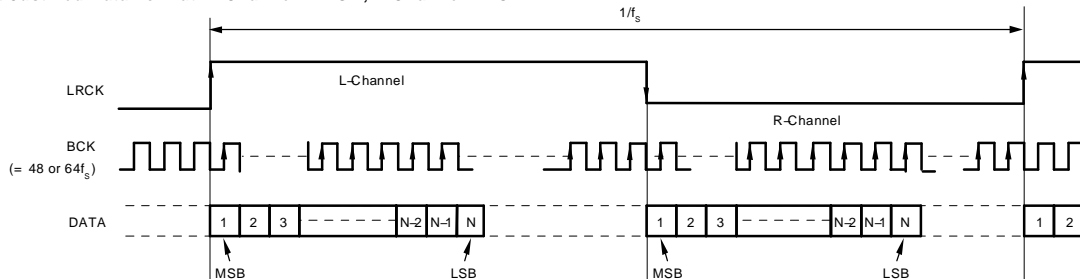 1/fs
LRCK
L-Channel
R-Channel
BCK
(= 48 or 64fs)
DATA
1 2 3 N–2 N–1 N 1 2 3 N–2 N–1 N 1 2
MSB LSB MSB LSB